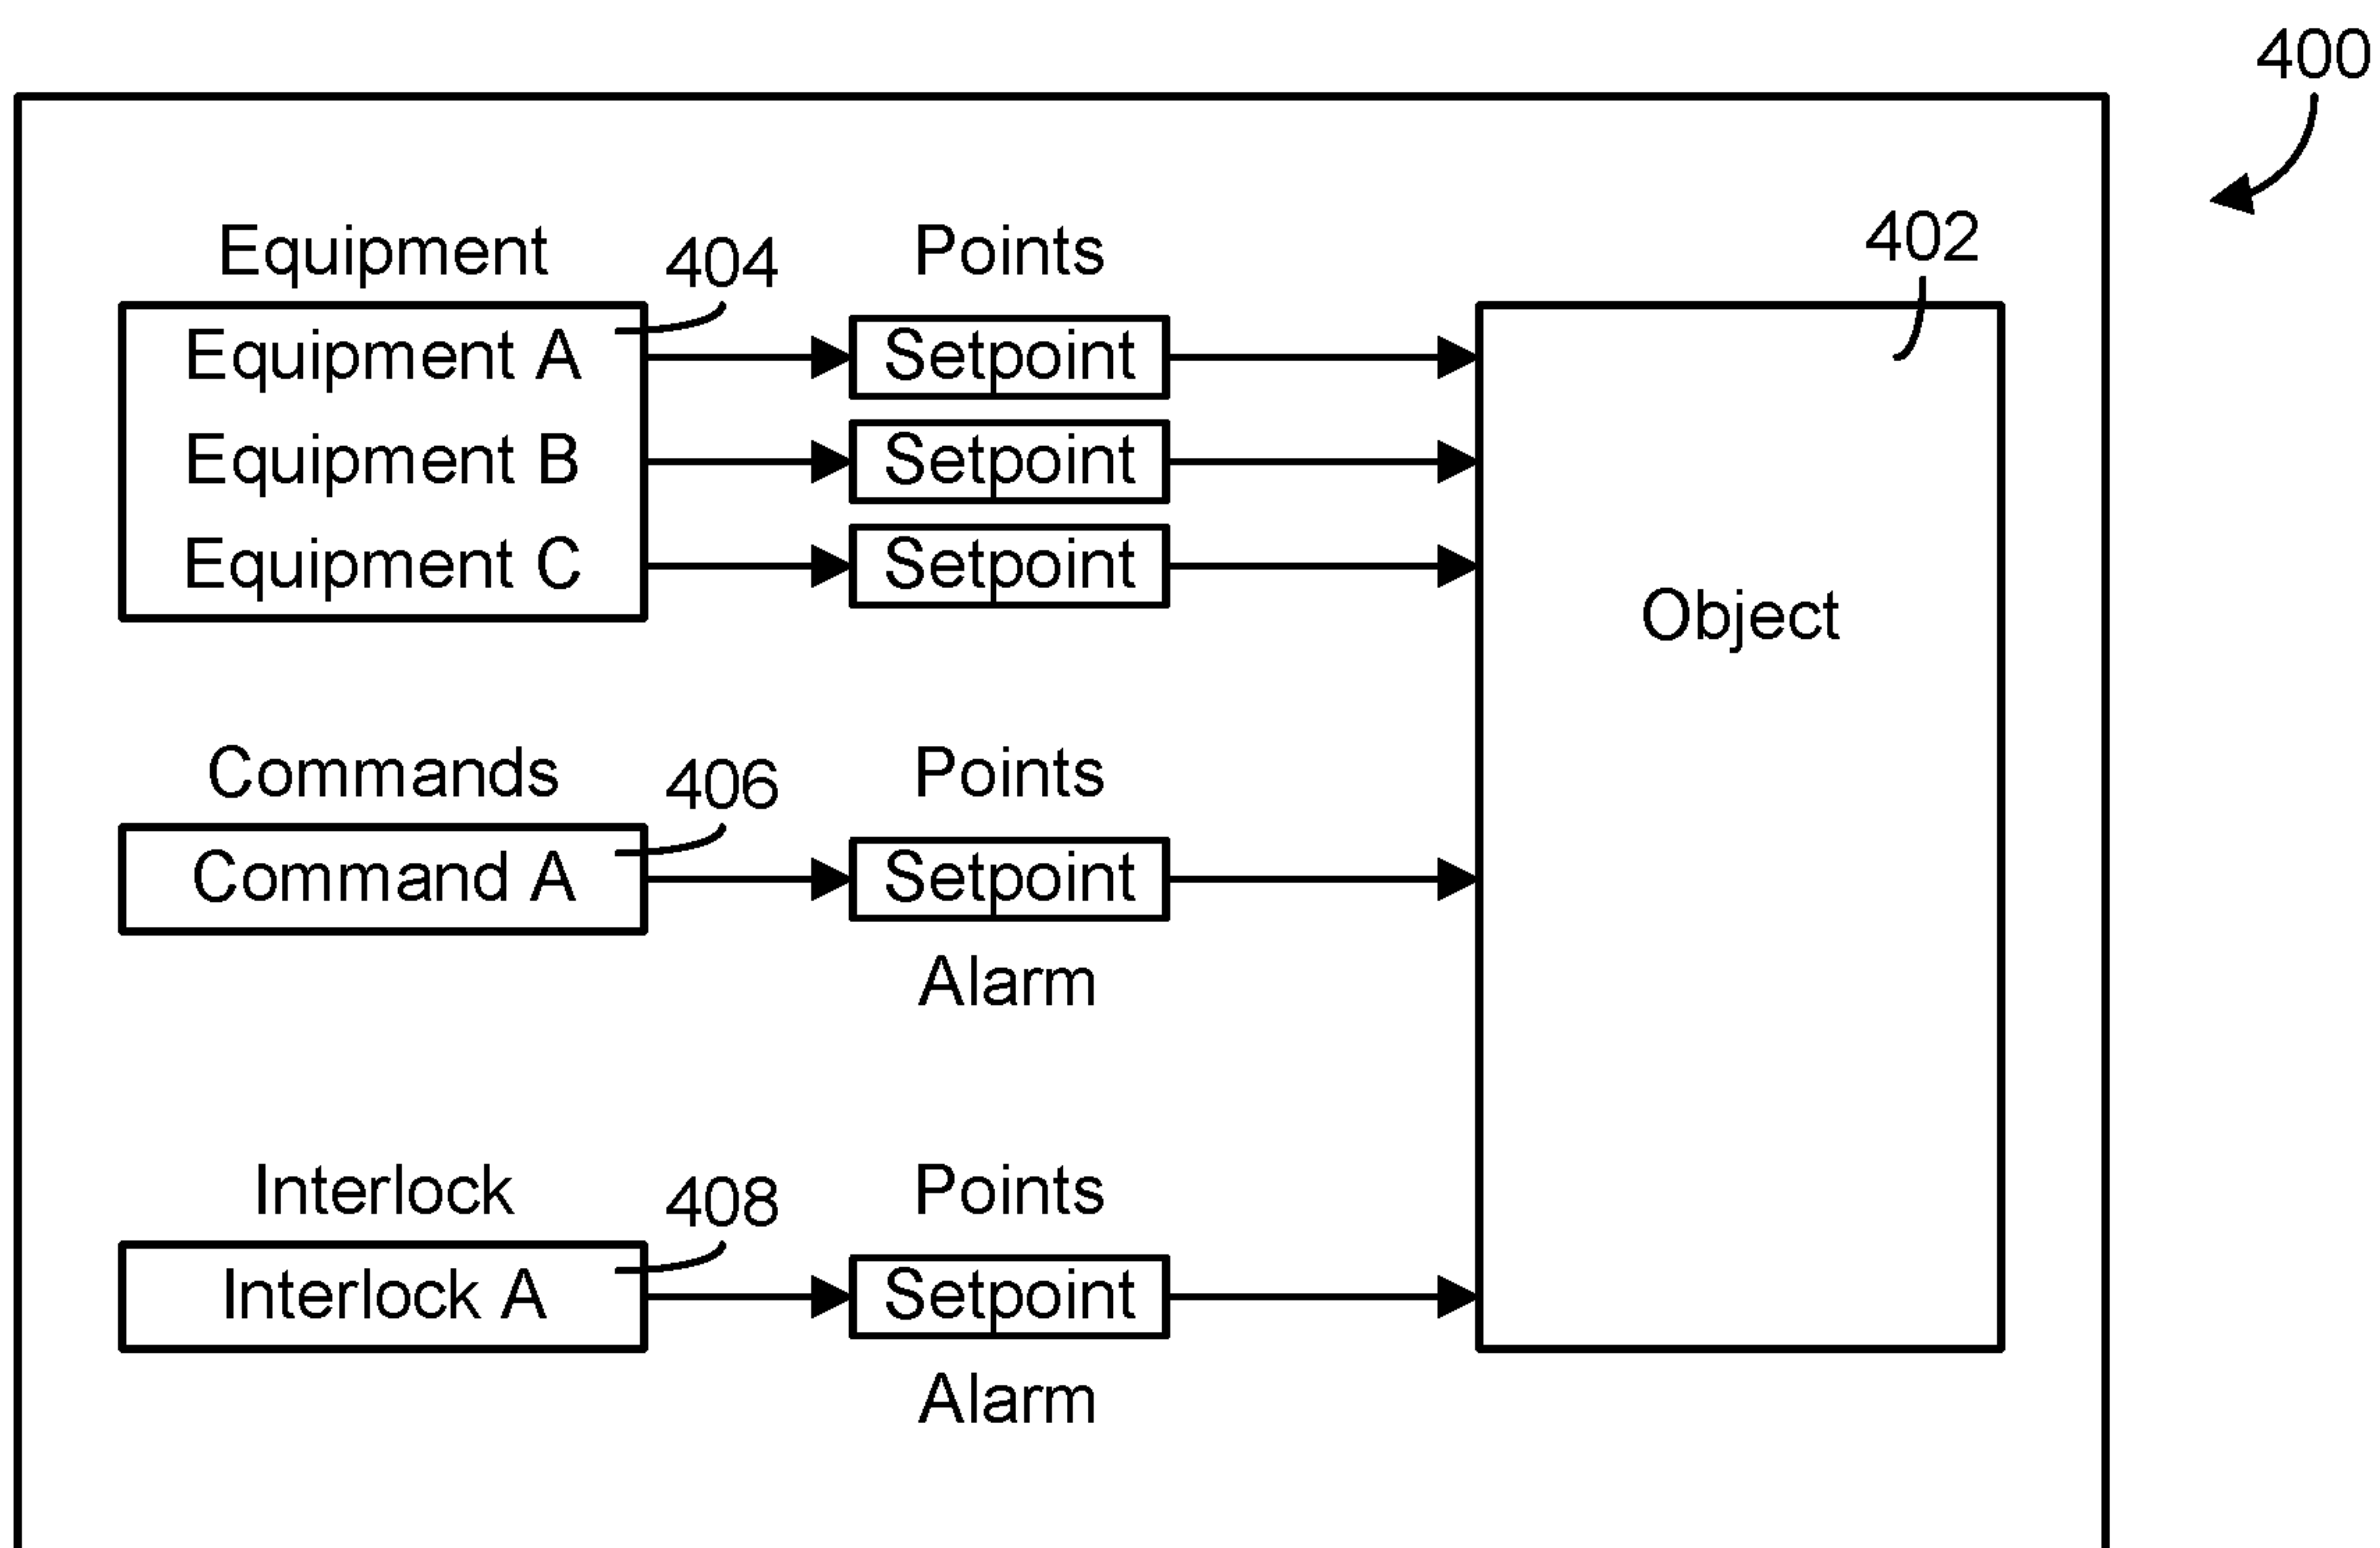 400
402
Equipment 404 Points
Equipment A Setpoint
Equipment B Setpoint
Equipment C Setpoint
Object
Commands 406 Points
Command A Setpoint
Alarm
Interlock 408 Points
Interlock A Setpoint
Alarm